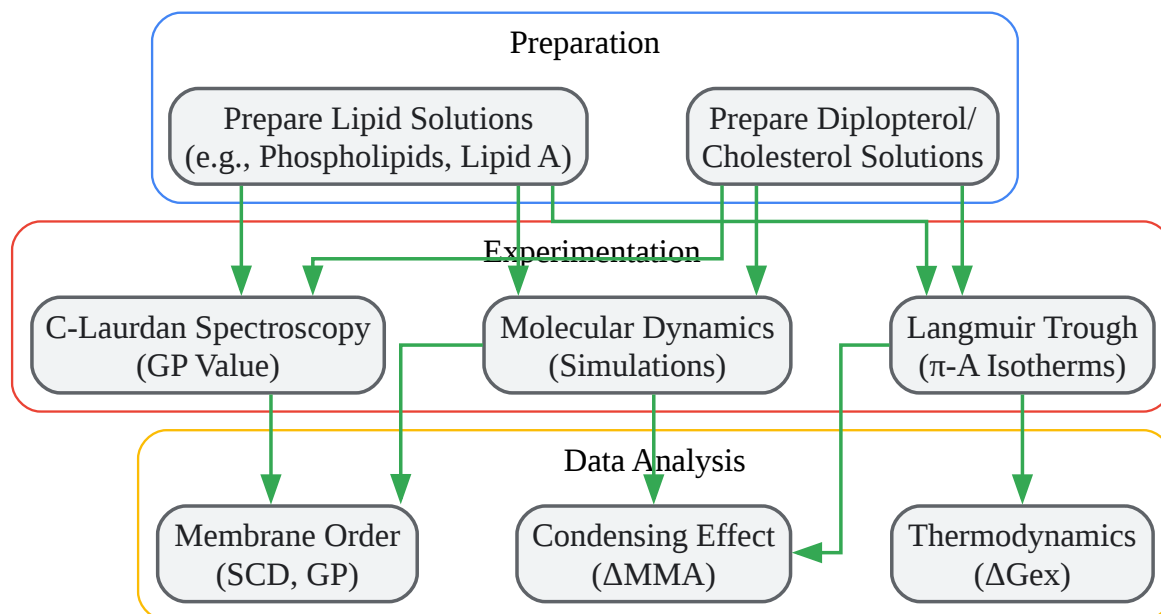 Preparation
Prepare Lipid Solutions
(e.g., Phospholipids, Lipid A)
Prepare Diplopterol/
Cholesterol Solutions
Experimentation
C-Laurdan Spectroscopy
(GP Value)
Molecular Dynamics
(Simulations)
Langmuir Trough
(π-A Isotherms)
Data Analysis
Membrane Order
(SCD, GP)
Condensing Effect
(ΔMMA)
Thermodynamics
(ΔGex)